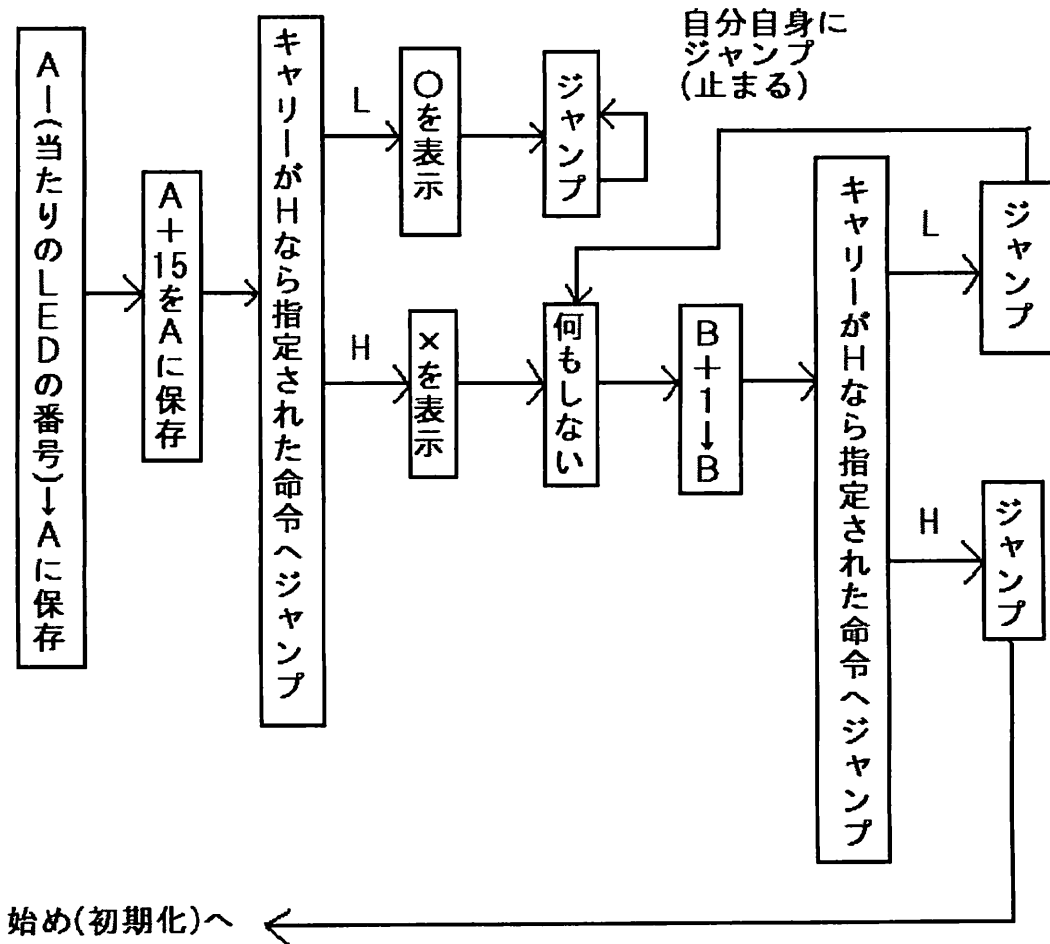 A－(当たりのLEDの番号)→Aに保存
A＋15をAに保存
キャリーがHなら指定された命令へジャンプ
L
○を表示
ジャンプ
自分自身に
ジャンプ
(止まる)
H
×を表示
何もしない
B＋1→B
キャリーがHなら指定された命令へジャンプ
L
ジャンプ
H
ジャンプ
始め(初期化)へ